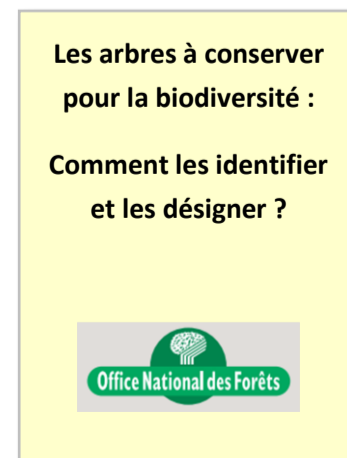 Les arbres à conserver
pour la biodiversité :
Comment les identifier
et les désigner ?
Office National des Forêts